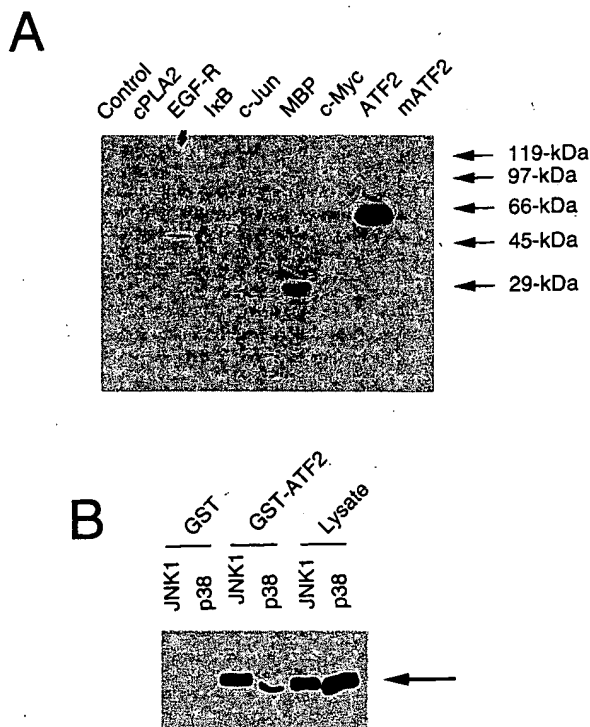 A
Control
cPLA2
EGF-R
IκB
c-Jun
MBP
c-Myc
ATF2
mATF2
119-kDa
97-kDa
66-kDa
45-kDa
29-kDa
B
GST
GST-ATF2
Lysate
JNK1
p38
JNK1
p38
JNK1
p38